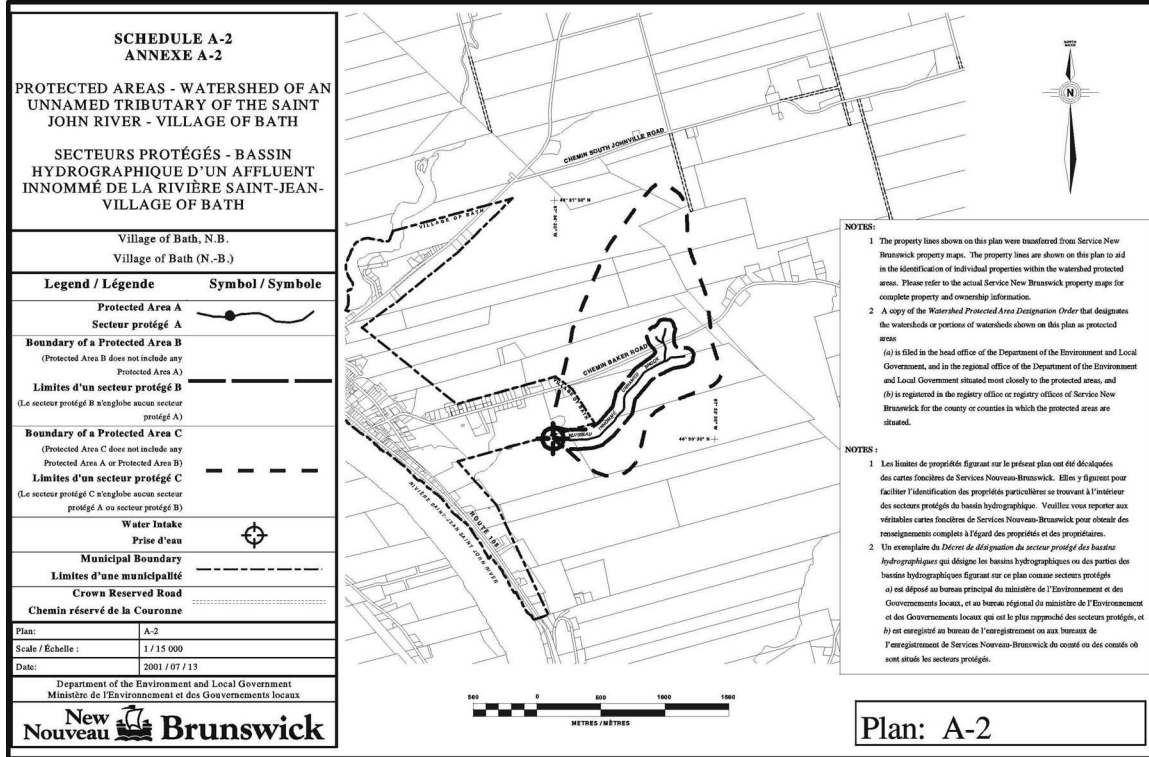 SCHEDULE A-2
ANNEXE A-2
PROTECTED AREAS - WATERSHED OF AN
UNNAMED TRIBUTARY OF THE SAINT
JOHN RIVER - VILLAGE OF BATH
SECTEURS PROTÉGÉS - BASSIN
HYDROGRAPHIQUE D'UN AFFLUENT
INNOMMÉ DE LA RIVIÈRE SAINT-JEAN-
VILLAGE OF BATH
Village of Bath, N.B.
Village of Bath (N.-B.)
Legend / Légende Symbol / Symbole
Protected Area A
Secteur protégé A
Boundary of a Protected Area B
(Protected Area B does not include any
Protected Area A)
Limites d'un secteur protégé B
(Le secteur protégé B n'englobe aucun secteur
protégé A)
Boundary of a Protected Area C
(Protected Area C does not include any
Protected Area A or Protected Area B)
Limites d'un secteur protégé C
(Le secteur protégé C n'englobe aucun secteur
protégé A ou secteur protégé B)
Water Intake
Prise d'eau
Municipal Boundary
Limites d'une municipalité
Crown Reserved Road
Chemin réservé de la Couronne
Plan: A-2
Scale / Échelle : 1 / 15 000
Date: 2001 / 07 / 13
Department of the Environment and Local Government
Ministère de l'Environnement et des Gouvernements locaux
New
Nouveau Brunswick
CHEMIN SOUTH JOHNVILLE ROAD
VILLAGE OF BATH
CHEMIN BAKER ROAD
VILLAGE OF BATH
RUISSEAU INNOMMÉ UNNAMED BROOK
ROUTE 105
RIVIÈRE SAINT-JEAN SAINT JOHN RIVER
N
500 0 500 1000 1500
METRES / MÈTRES
NOTES:
1 The property lines shown on this plan were transferred from Service New
Brunswick property maps. The property lines are shown on this plan to aid
in the identification of individual properties within the watershed protected
areas. Please refer to the actual Service New Brunswick property maps for
complete property and ownership information.
2 A copy of the Watershed Protected Area Designation Order that designates
the watersheds or portions of watersheds shown on this plan as protected
areas
(a) is filed in the head office of the Department of the Environment and Local
Government, and in the regional office of the Department of the Environment
and Local Government situated most closely to the protected areas, and
(b) is registered in the registry office or registry offices of Service New
Brunswick for the county or counties in which the protected areas are
situated.
NOTES :
1 Les limites de propriétés figurant sur le présent plan ont été décalquées
des cartes foncières de Services Nouveau-Brunswick. Elles y figurent pour
faciliter l'identification des propriétés particulières se trouvant à l'intérieur
des secteurs protégés du bassin hydrographique. Veuillez vous reporter aux
véritables cartes foncières de Services Nouveau-Brunswick pour obtenir des
renseignements complets à l'égard des propriétés et des propriétaires.
2 Un exemplaire du Décret de désignation du secteur protégé des bassins
hydrographiques qui désigne les bassins hydrographiques ou des parties des
bassins hydrographiques figurant sur ce plan comme secteurs protégés
a) est déposé au bureau principal du ministère de l'Environnement et des
Gouvernements locaux, et au bureau régional du ministère de l'Environnement
et des Gouvernements locaux qui est le plus rapproché des secteurs protégés, et
b) est enregistré au bureau de l'enregistrement ou aux bureaux de
l'enregistrement de Services Nouveau-Brunswick du comté ou des comtés où
sont situés les secteurs protégés.
Plan: A-2